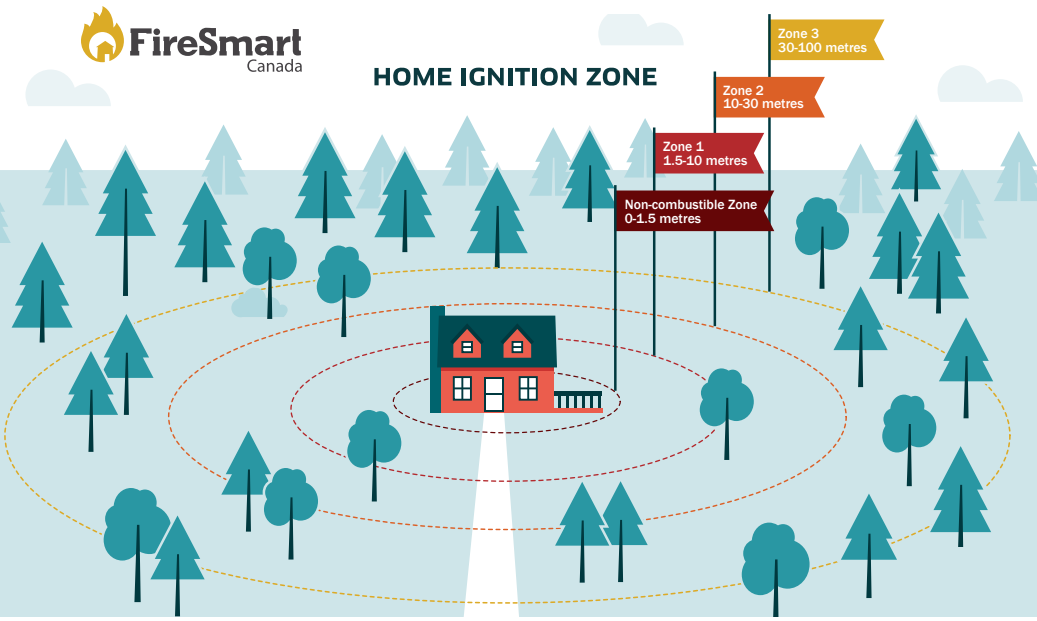 FireSmart
Canada
HOME IGNITION ZONE
Zone 3
30-100 metres
Zone 2
10-30 metres
Zone 1
1.5-10 metres
Non-combustible Zone
0-1.5 metres